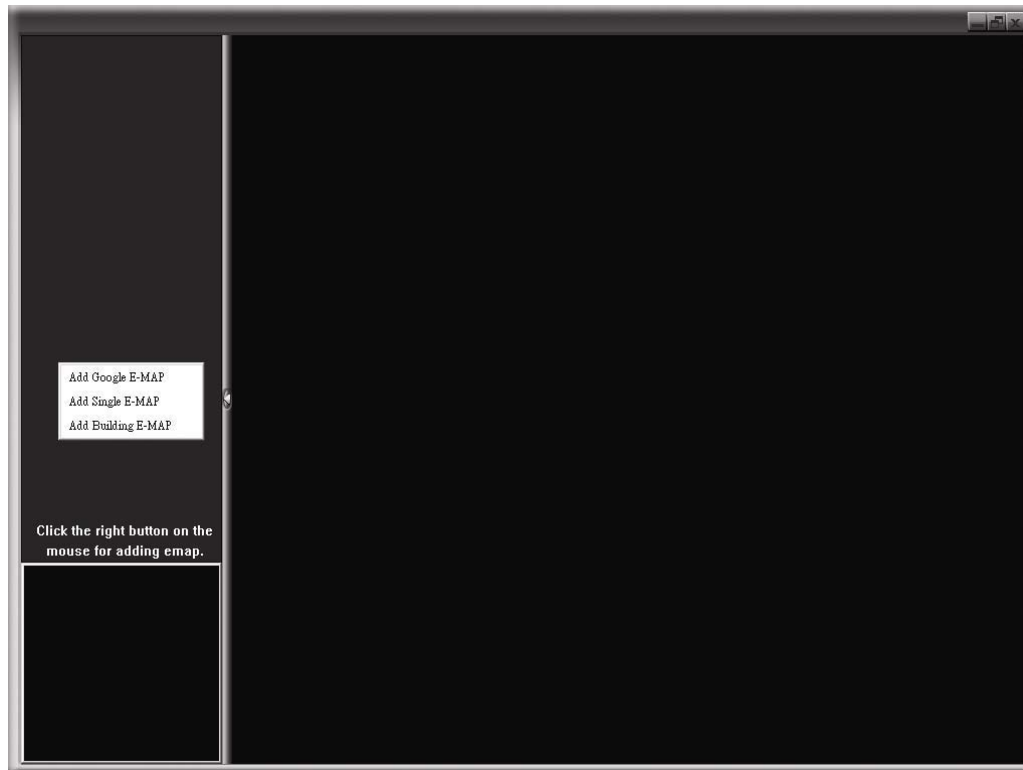 Add Google E-MAP
Add Single E-MAP
Add Building E-MAP
Click the right button on the
mouse for adding emap.